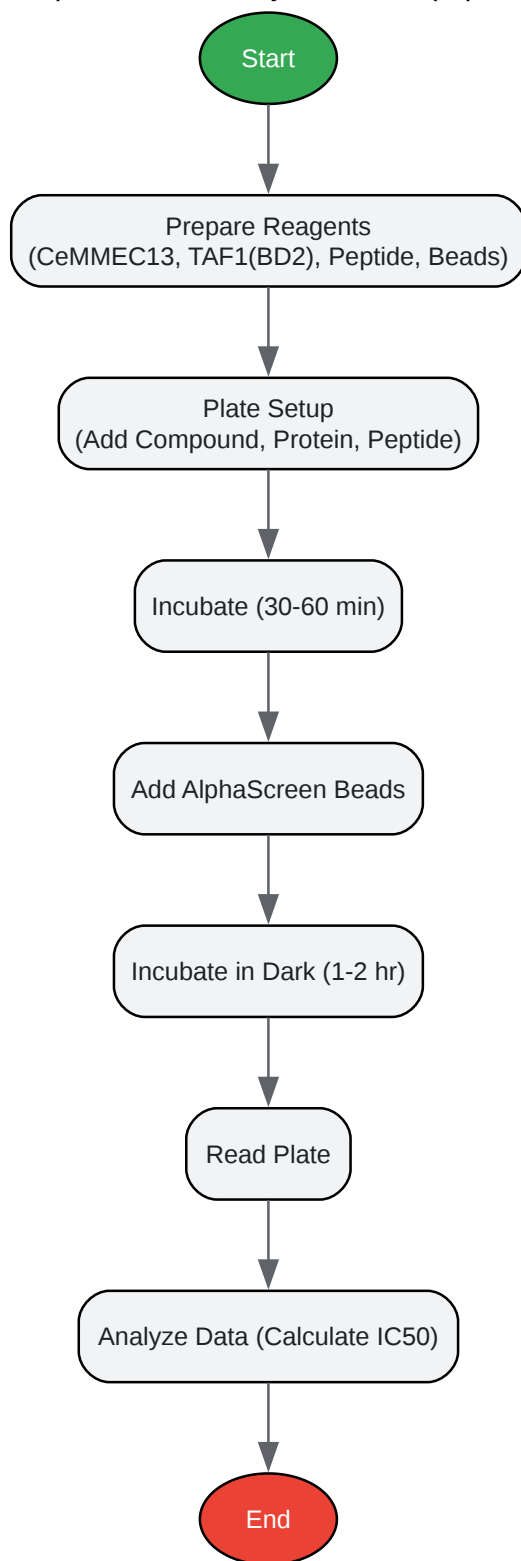 Start
Prepare Reagents
(CeMMEC13, TAF1(BD2), Peptide, Beads)
Plate Setup
(Add Compound, Protein, Peptide)
Incubate (30-60 min)
Add AlphaScreen Beads
Incubate in Dark (1-2 hr)
Read Plate
Analyze Data (Calculate IC50)
End